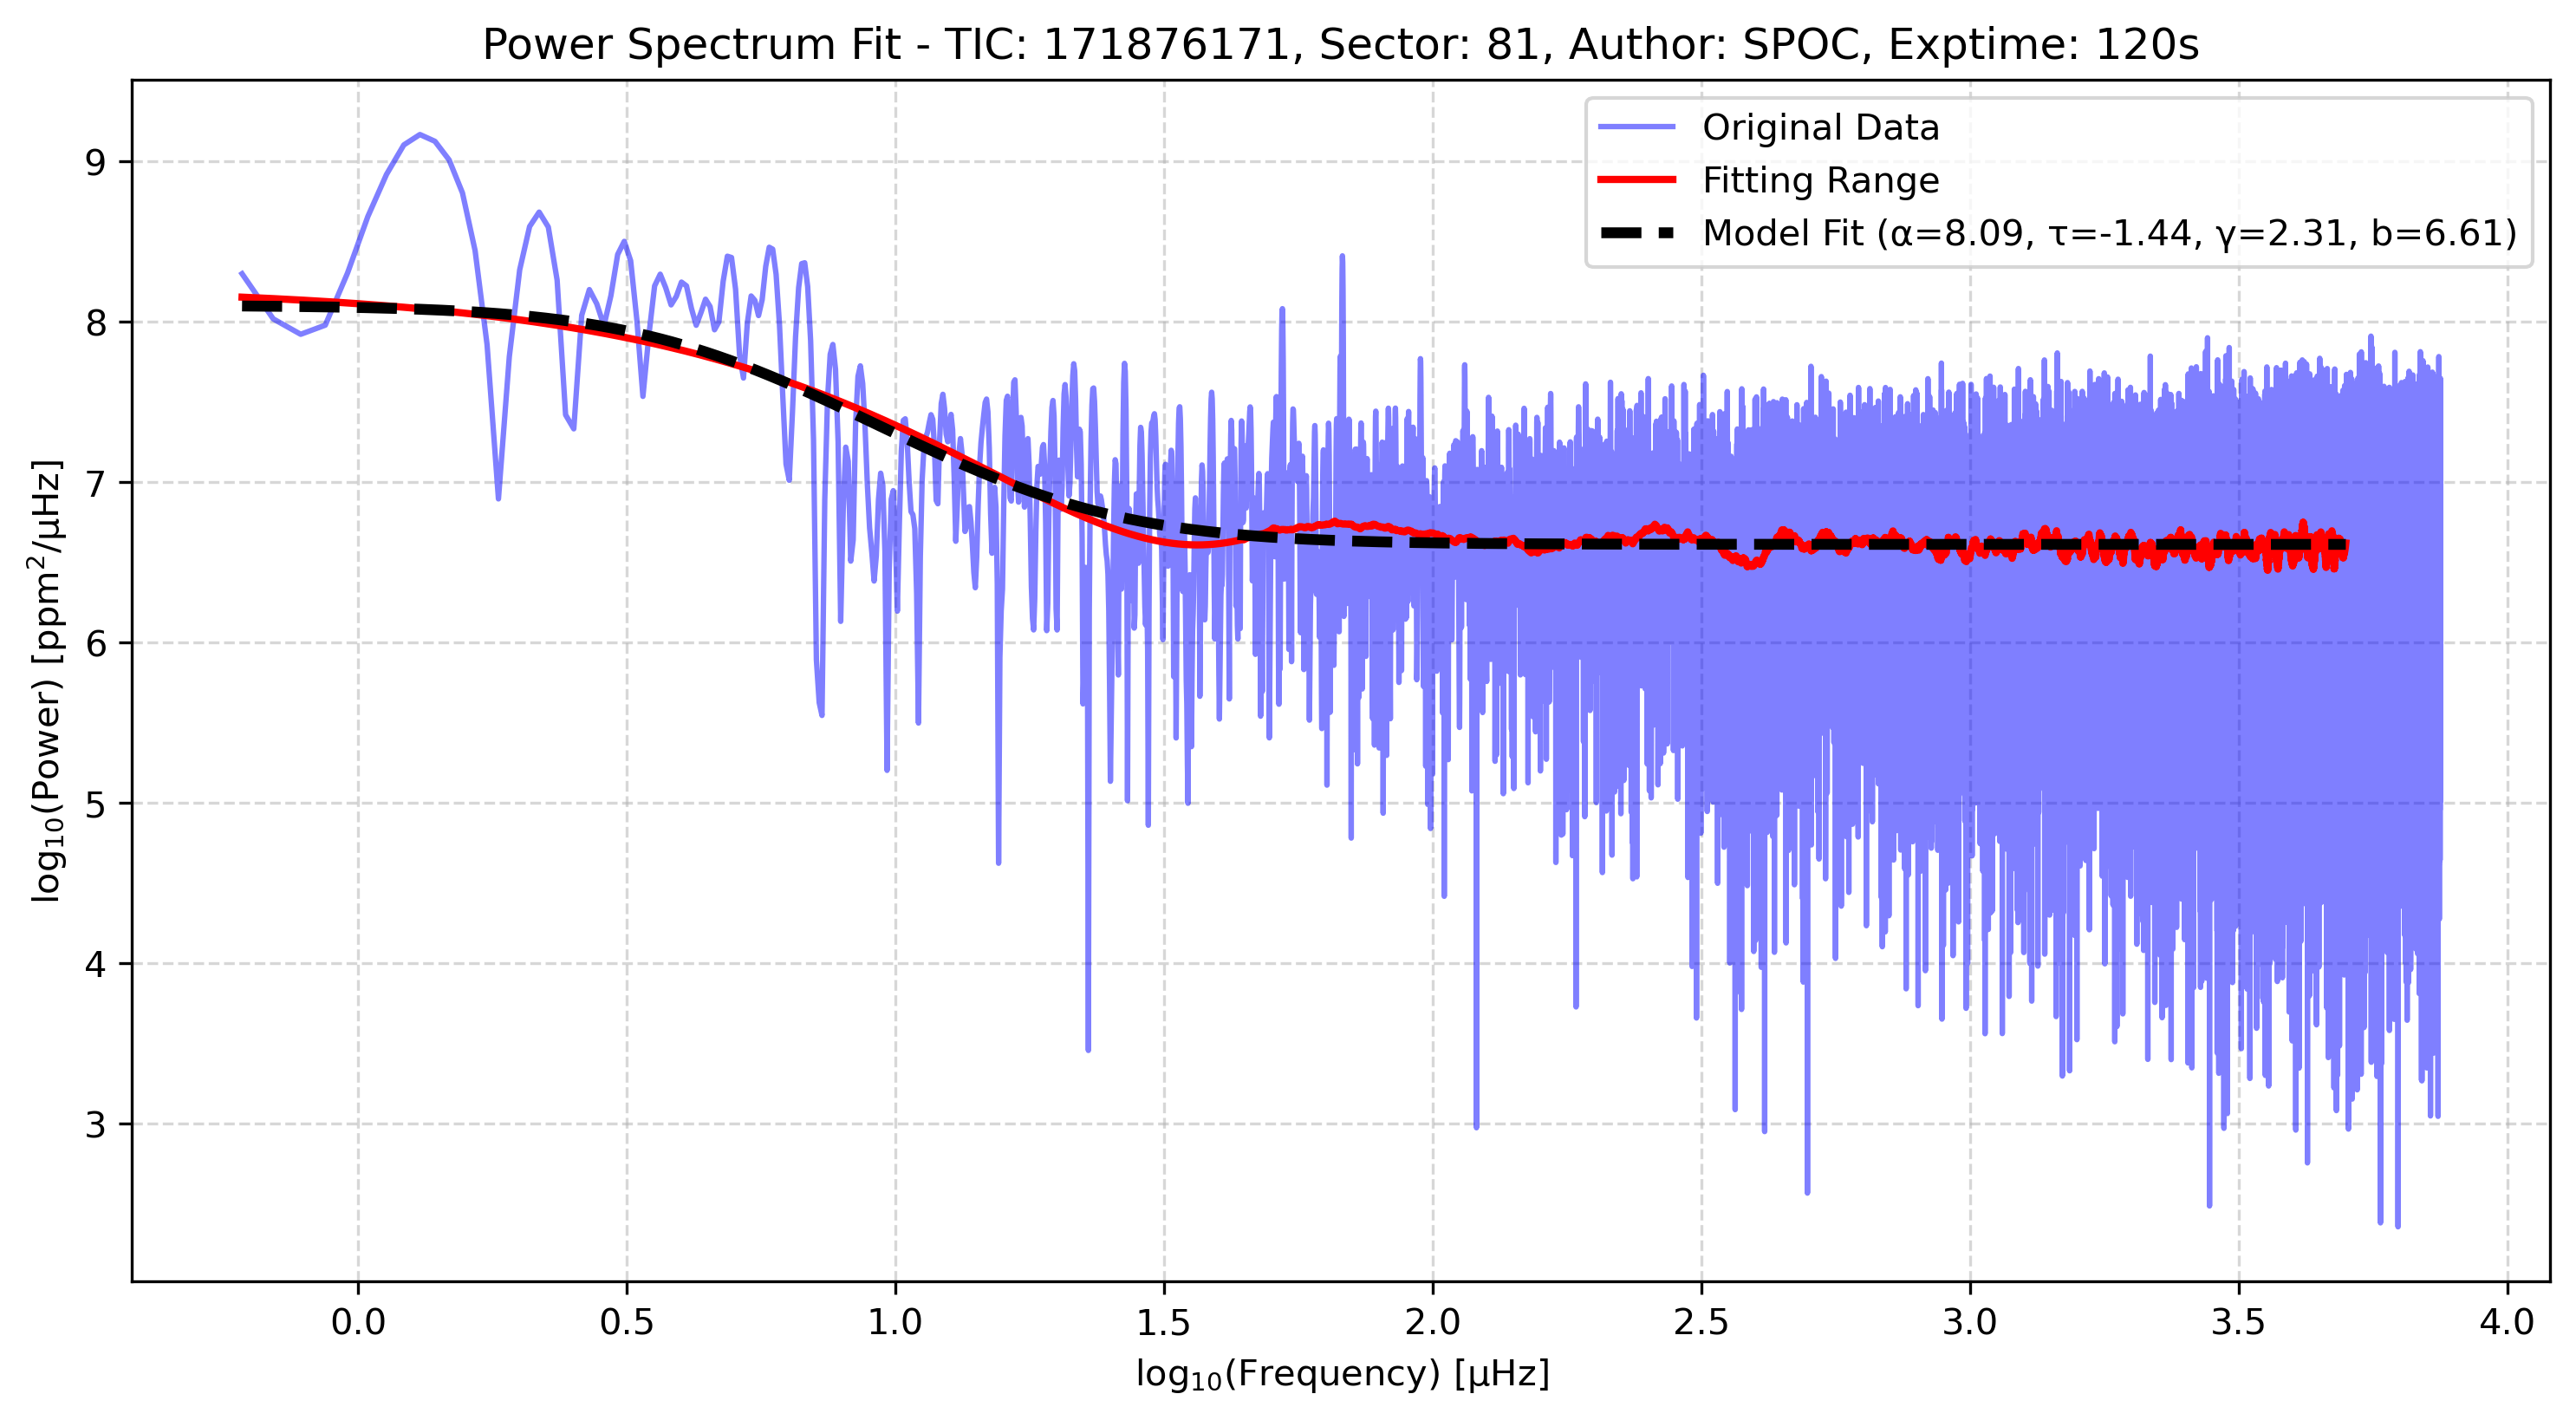 Power Spectrum Fit - TIC: 171876171, Sector: 81, Author: SPOC, Exptime: 120s
Original Data
Fitting Range
Model Fit (α=8.09, τ=-1.44, γ=2.31, b=6.61)
log₁₀(Power) [ppm²/μHz]
9
8
7
6
5
4
3
0.0 0.5 1.0 1.5 2.0 2.5 3.0 3.5 4.0
log₁₀(Frequency) [μHz]